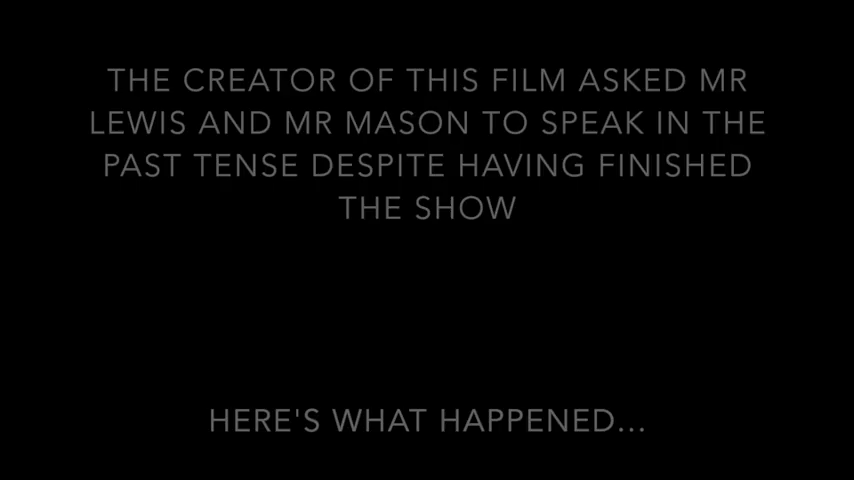 THE CREATOR OF THIS FILM ASKED MR
LEWIS AND MR MASON TO SPEAK IN THE
PAST TENSE DESPITE HAVING FINISHED
THE SHOW
HERE'S WHAT HAPPENED...